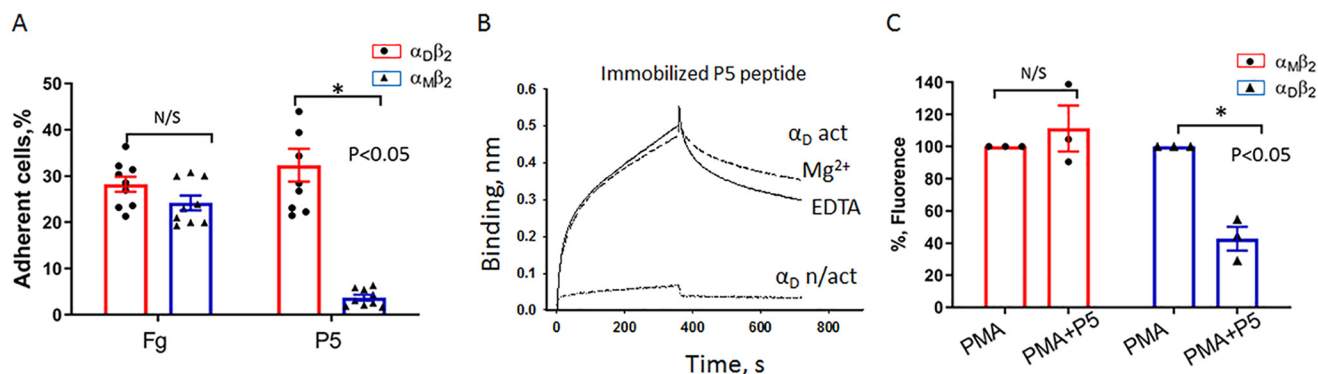 A
αDβ2
αMβ2
Adherent cells,%
50
40
30
20
10
0
N/S
*
P<0.05
Fg
P5
B
Immobilized P5 peptide
Binding, nm
0.6
0.5
0.4
0.3
0.2
0.1
0.0
αD act
Mg²⁺
EDTA
αD n/act
0
200
400
600
800
Time, s
C
αMβ2
αDβ2
%, Fluorence
140
120
100
80
60
40
20
0
N/S
*
P<0.05
PMA
PMA+P5
PMA
PMA+P5